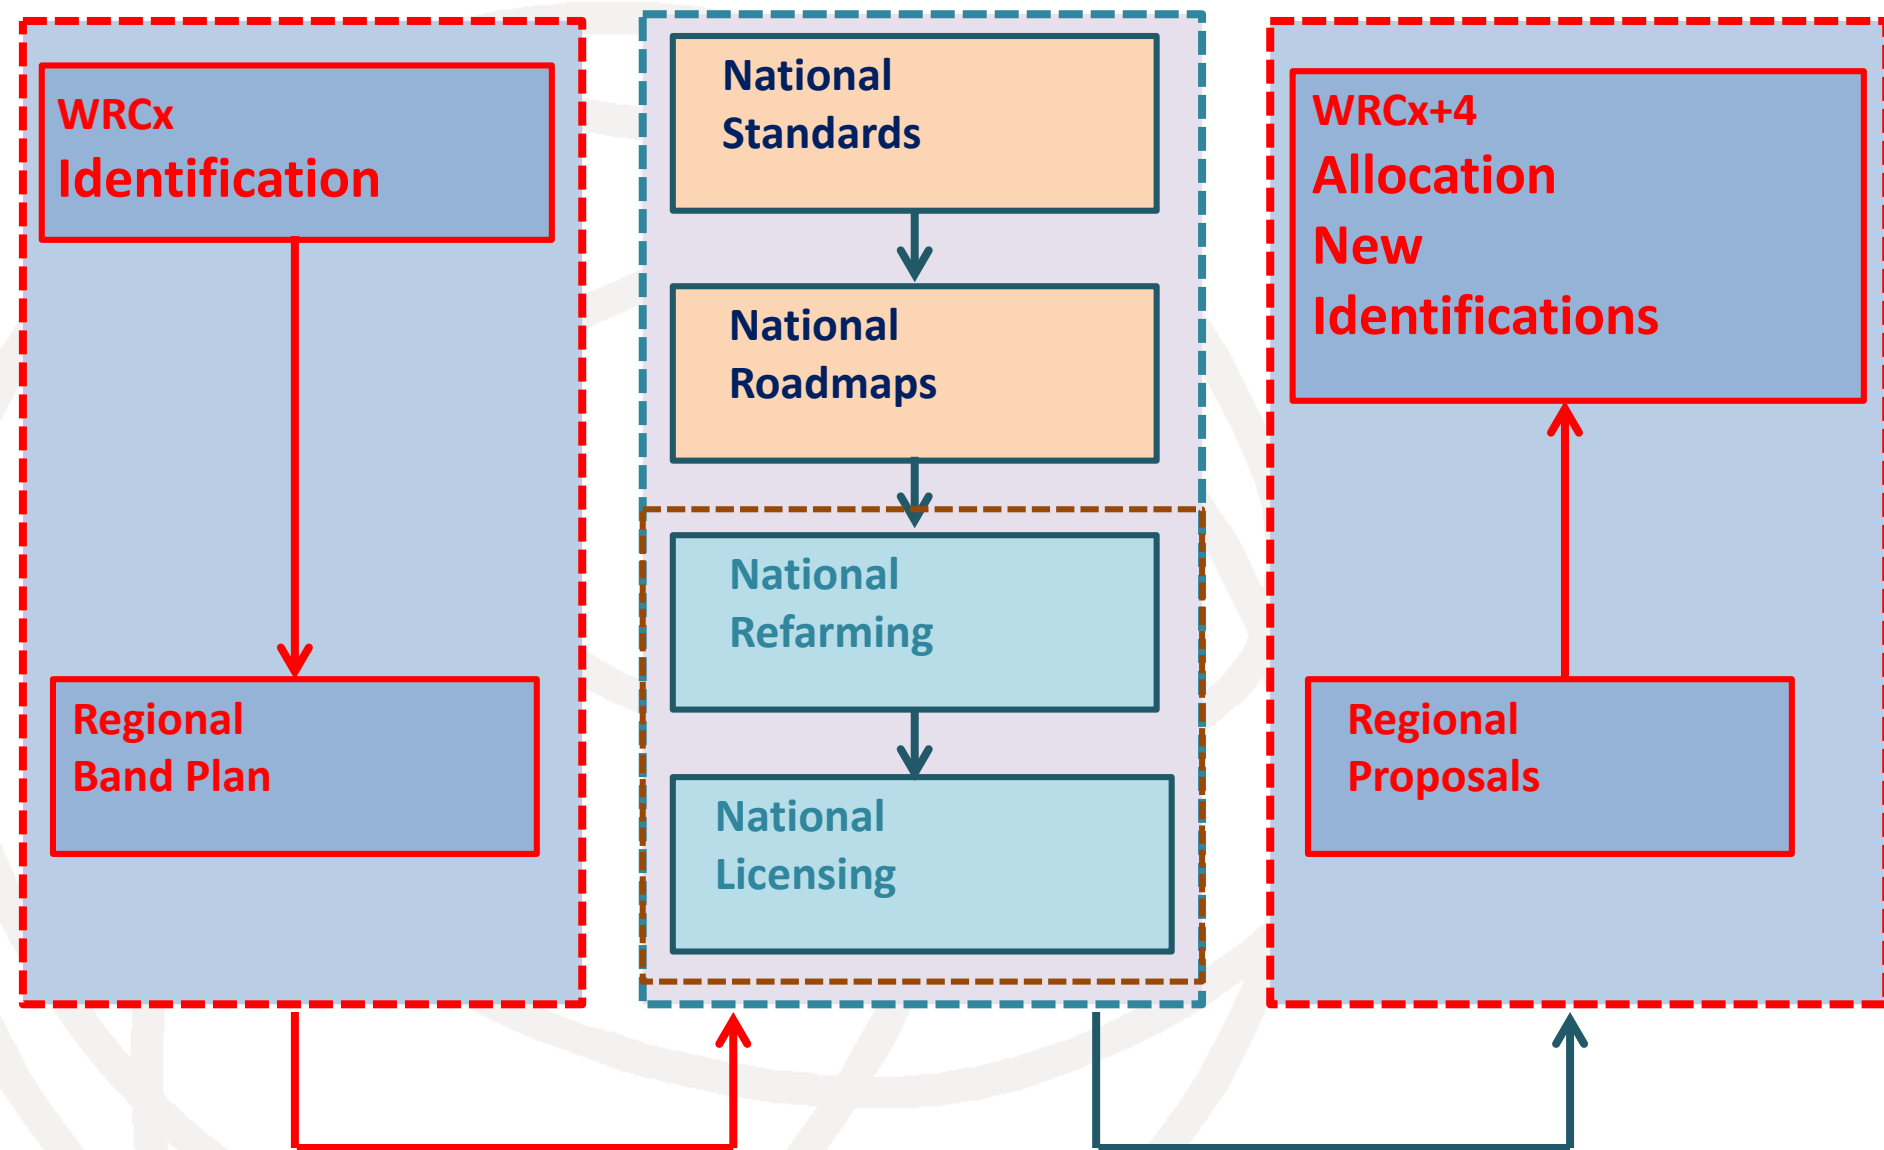 WRCx
Identification
Regional
Band Plan
National
Standards
National
Roadmaps
National
Refarming
National
Licensing
WRCx+4
Allocation
New
Identifications
Regional
Proposals